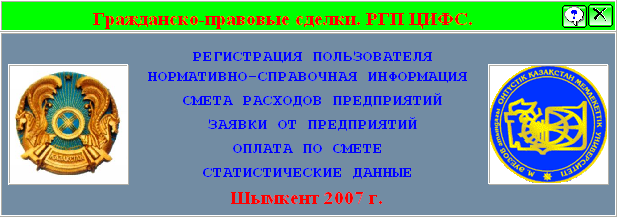 Гражданско-правовые сделки. РГП ЦИФС.
РЕГИСТРАЦИЯ ПОЛЬЗОВАТЕЛЯ
НОРМАТИВНО-СПРАВОЧНАЯ ИНФОРМАЦИЯ
СМЕТА РАСХОДОВ ПРЕДПРИЯТИЙ
ЗАЯВКИ ОТ ПРЕДПРИЯТИЙ
ОПЛАТА ПО СМЕТЕ
СТАТИСТИЧЕСКИЕ ДАННЫЕ
Шымкент 2007 г.
ҚАЗАҚСТАН
М. ӘУЕЗОВ атындағы ОҢТҮСТІК ҚАЗАҚСТАН МЕМЛЕКЕТТІК УНИВЕРСИТЕТІ